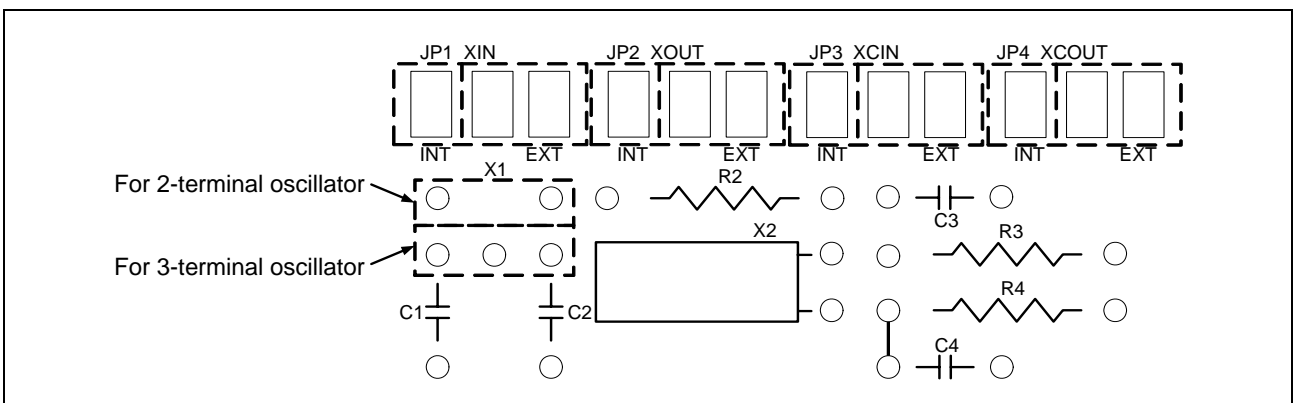 JP1 XIN JP2 XOUT JP3 XCIN JP4 XCOUT
INT EXT INT EXT INT EXT INT EXT
X1
For 2-terminal oscillator
R2
C3
X2
R3
For 3-terminal oscillator
R4
C1
C2
C4